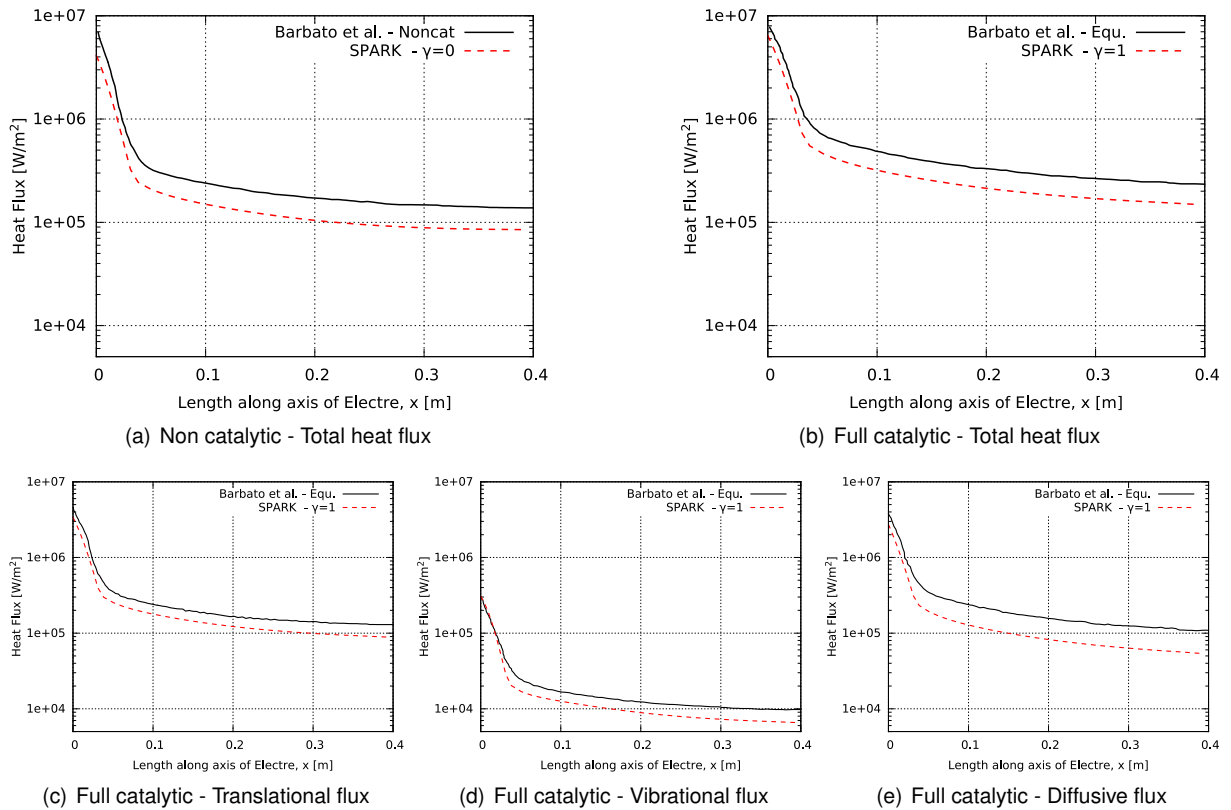 Barbato et al. - Noncat
SPARK - γ=0
1e+07
1e+06
1e+05
1e+04
Heat Flux [W/m²]
0 0.1 0.2 0.3 0.4
Length along axis of Electre, x [m]
(a) Non catalytic - Total heat flux
Barbato et al. - Equ.
SPARK - γ=1
1e+07
1e+06
1e+05
1e+04
Heat Flux [W/m²]
0 0.1 0.2 0.3 0.4
Length along axis of Electre, x [m]
(b) Full catalytic - Total heat flux
Barbato et al. - Equ.
SPARK - γ=1
1e+07
1e+06
1e+05
1e+04
Heat Flux [W/m²]
0 0.1 0.2 0.3 0.4
Length along axis of Electre, x [m]
(c) Full catalytic - Translational flux
Barbato et al. - Equ.
SPARK - γ=1
1e+07
1e+06
1e+05
1e+04
Heat Flux [W/m²]
0 0.1 0.2 0.3 0.4
Length along axis of Electre, x [m]
(d) Full catalytic - Vibrational flux
Barbato et al. - Equ.
SPARK - γ=1
1e+07
1e+06
1e+05
1e+04
Heat Flux [W/m²]
0 0.1 0.2 0.3 0.4
Length along axis of Electre, x [m]
(e) Full catalytic - Diffusive flux